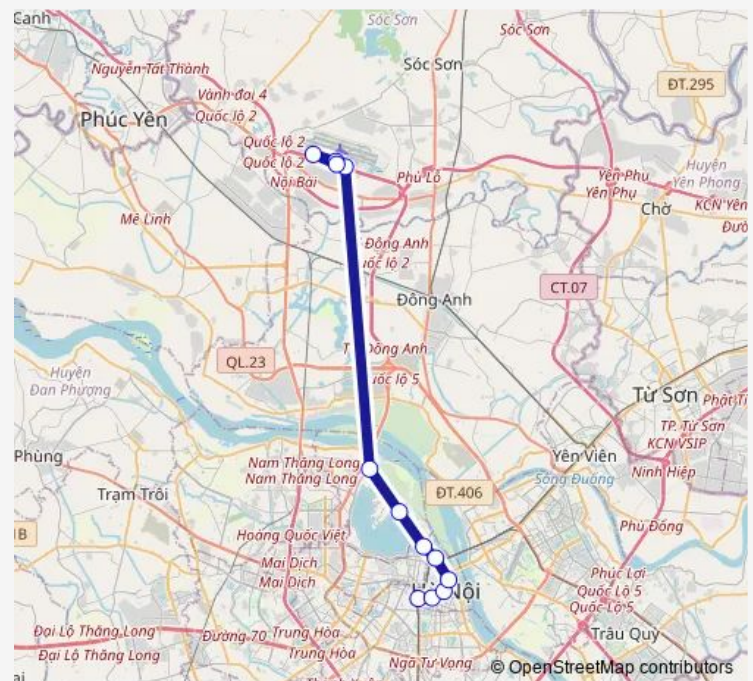 Canh
Sóc Sơn
Sóc Sơn
Sóc Sơn
Nguyễn Tất Thành
ĐT.295
Vành đai 4
Quốc lộ 2
Phúc Yên
Quốc lộ 2
Quốc lộ 2
Nội Bài
Phủ Lỗ
Yên Phụ
Yên Phụ
Huyện
Yên Phong
Chờ
KCN Yên
Mê Linh
Đông Anh
Đông Anh
CT.07
QL.23
Đông Anh
Quốc lộ 5
Huyện
Đan Phượng
Từ Sơn
TP. Từ Sơn
KCN VSIP
Ninh Hiệp
Phùng
Nam Thăng Long
Nam Thăng Long
Yên Viên
Sông Đuống
Trạm Trôi
ĐT.406
Phù Đổng
Hoàng Quốc Việt
Mai Dịch
Mai Dịch
Hà Nội
Phúc Lợi
Quốc Lộ 5
Quốc Lộ 5
Trâu Quỳ
Đại Lộ Thăng Long
Đại Lộ Thăng Long
Đường 70
Trung Hòa
Trung Hòa
Ngã Tư Vọng
© OpenStreetMap contributors